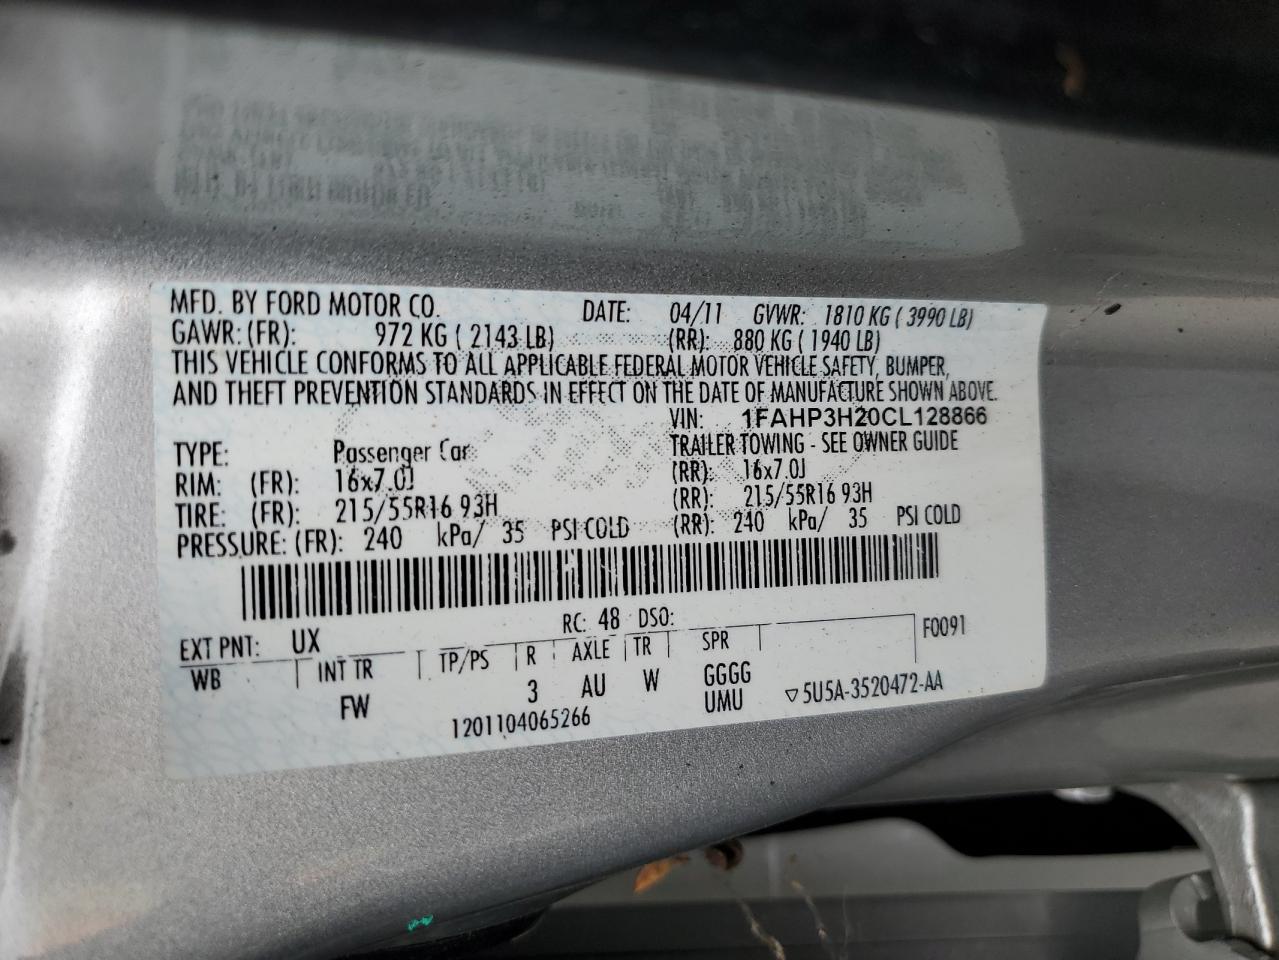 MFD. BY FORD MOTOR CO. DATE: 04/11 GVWR: 1810 KG ( 3990 LB)
GAWR: (FR): 972 KG ( 2143 LB) (RR): 880 KG ( 1940 LB)
THIS VEHICLE CONFORMS TO ALL APPLICABLE FEDERAL MOTOR VEHICLE SAFETY, BUMPER,
AND THEFT PREVENTION STANDARDS IN EFFECT ON THE DATE OF MANUFACTURE SHOWN ABOVE.
VIN: 1FAHP3H20CL128866
TYPE: Passenger Car TRAILER TOWING - SEE OWNER GUIDE
RIM: (FR): 16x7.0J (RR): 16x7.0J
TIRE: (FR): 215/55R16 93H (RR): 215/55R16 93H
PRESSURE: (FR): 240 kPa/ 35 PSI COLD (RR): 240 kPa/ 35 PSI COLD
EXT PNT: UX RC: 48 DSO: F0091
WB INT TR TP/PS R AXLE TR SPR
FW 3 AU W GGGG
UMU
1201104065266 ▽5U5A-3520472-AA